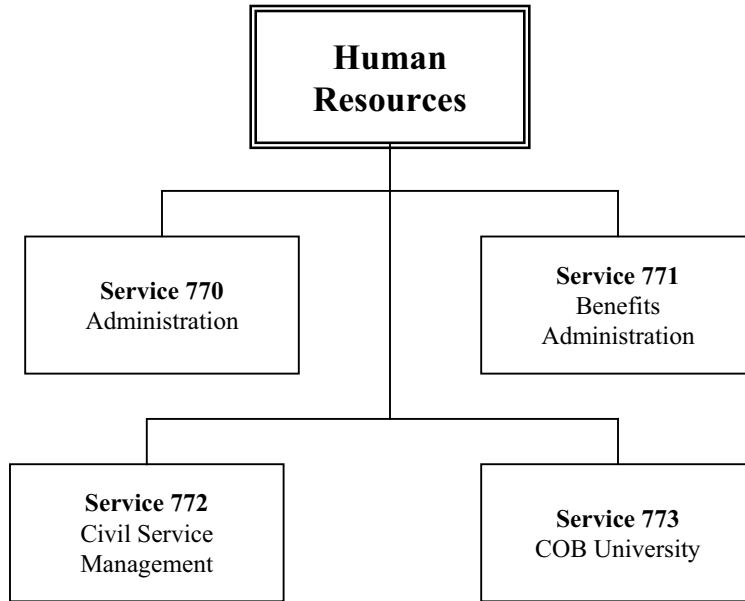 Human
Resources
Service 770
Administration
Service 771
Benefits
Administration
Service 772
Civil Service
Management
Service 773
COB University